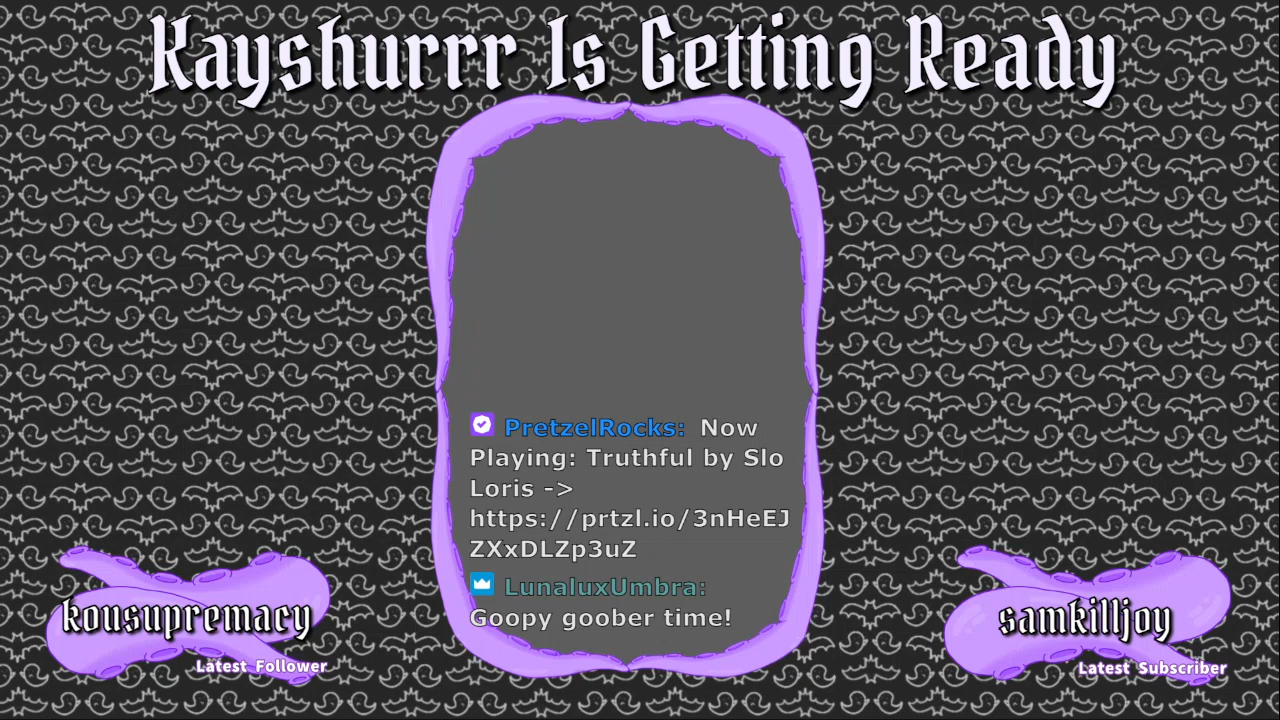 Kayshurrr Is Getting Ready
PretzelRocks: Now
Playing: Truthful by Slo
Loris ->
https://prtzl.io/3nHeEJ
ZXxDLZp3uZ
LunaluxUmbra:
Goopy goober time!
kousupremacy
Latest Follower
samkilljoy
Latest Subscriber